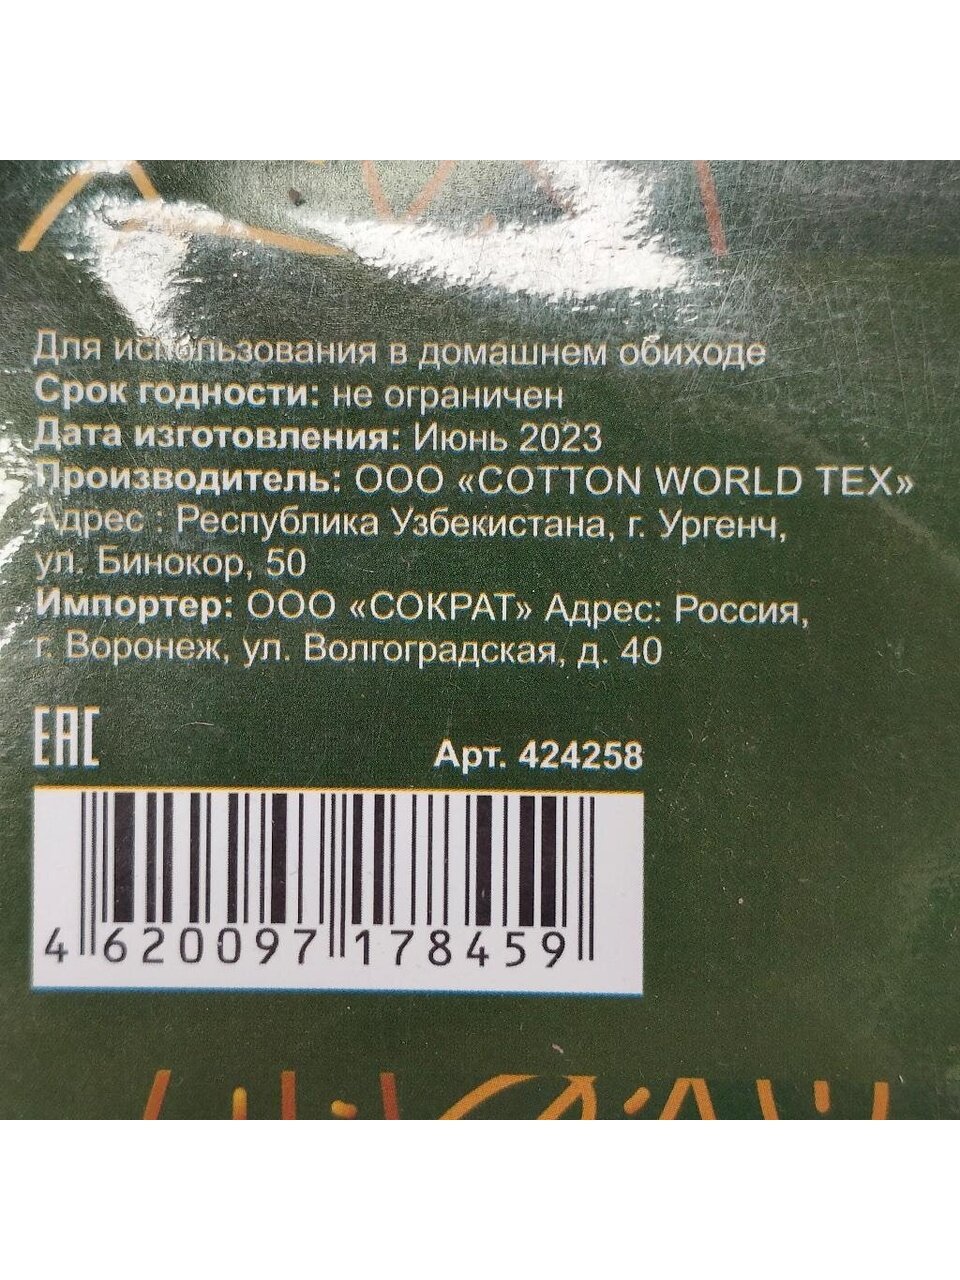 Для использования в домашнем обиходе
Срок годности: не ограничен
Дата изготовления: Июнь 2023
Производитель: ООО «COTTON WORLD TEX»
Адрес : Республика Узбекистана, г. Ургенч,
ул. Бинокор, 50
Импортер: ООО «СОКРАТ» Адрес: Россия,
г. Воронеж, ул. Волгоградская, д. 40
ЕАС
Арт. 424258
4 620097 178459